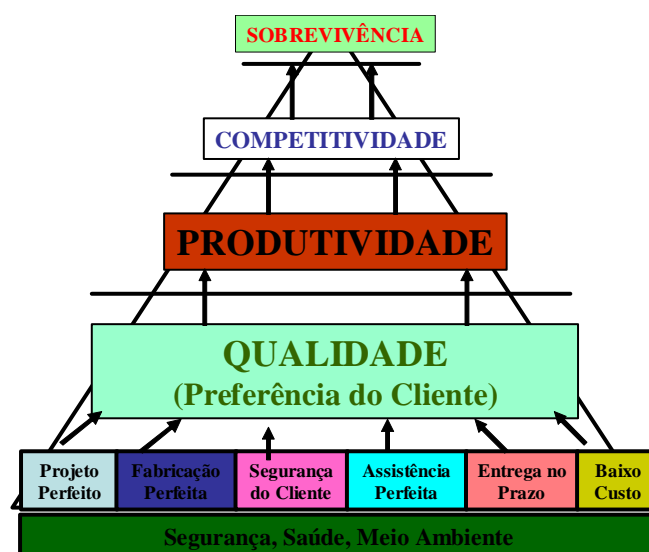 SOBREVIVÊNCIA
COMPETITIVIDADE
PRODUTIVIDADE
QUALIDADE
(Preferência do Cliente)
Projeto
Perfeito
Fabricação
Perfeita
Segurança
do Cliente
Assistência
Perfeita
Entrega no
Prazo
Baixo
Custo
Segurança, Saúde, Meio Ambiente